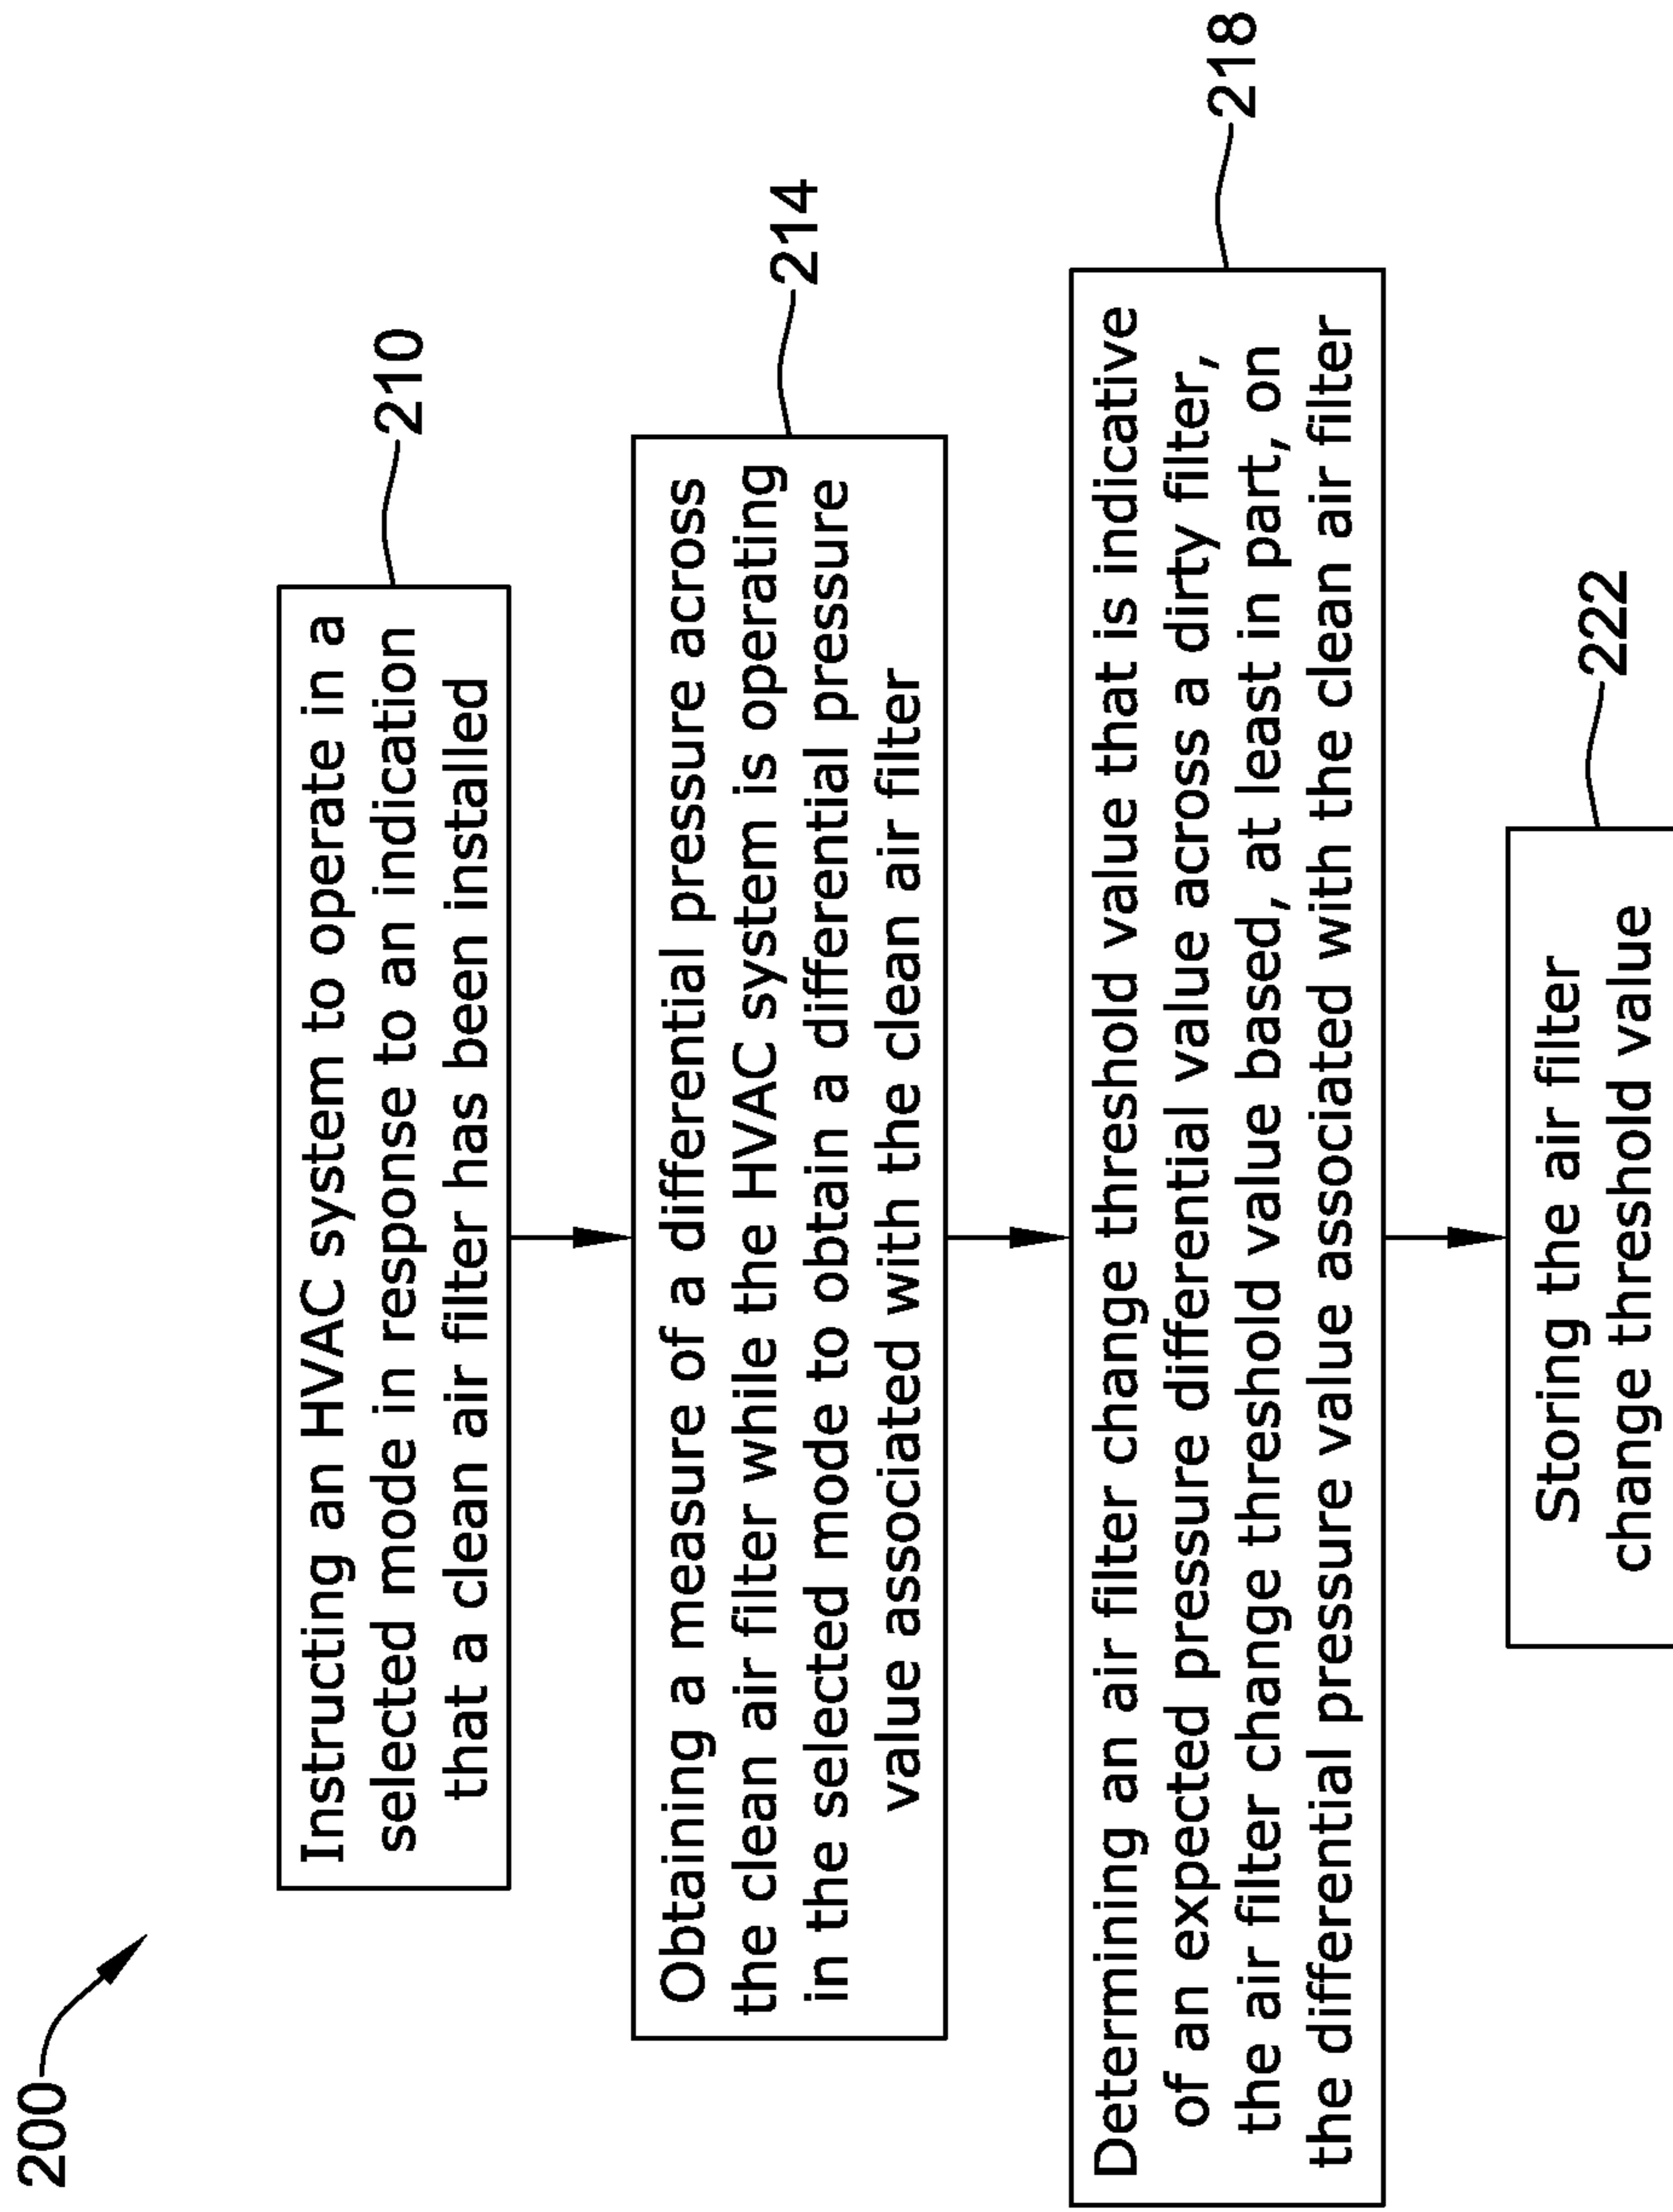 200
Instructing an HVAC system to operate in a
selected mode in response to an indication
that a clean air filter has been installed
210
Obtaining a measure of a differential pressure across
the clean air filter while the HVAC system is operating
in the selected mode to obtain a differential pressure
value associated with the clean air filter
214
Determining an air filter change threshold value that is indicative
of an expected pressure differential value across a dirty filter,
the air filter change threshold value based, at least in part, on
the differential pressure value associated with the clean air filter
218
Storing the air filter
change threshold value
222